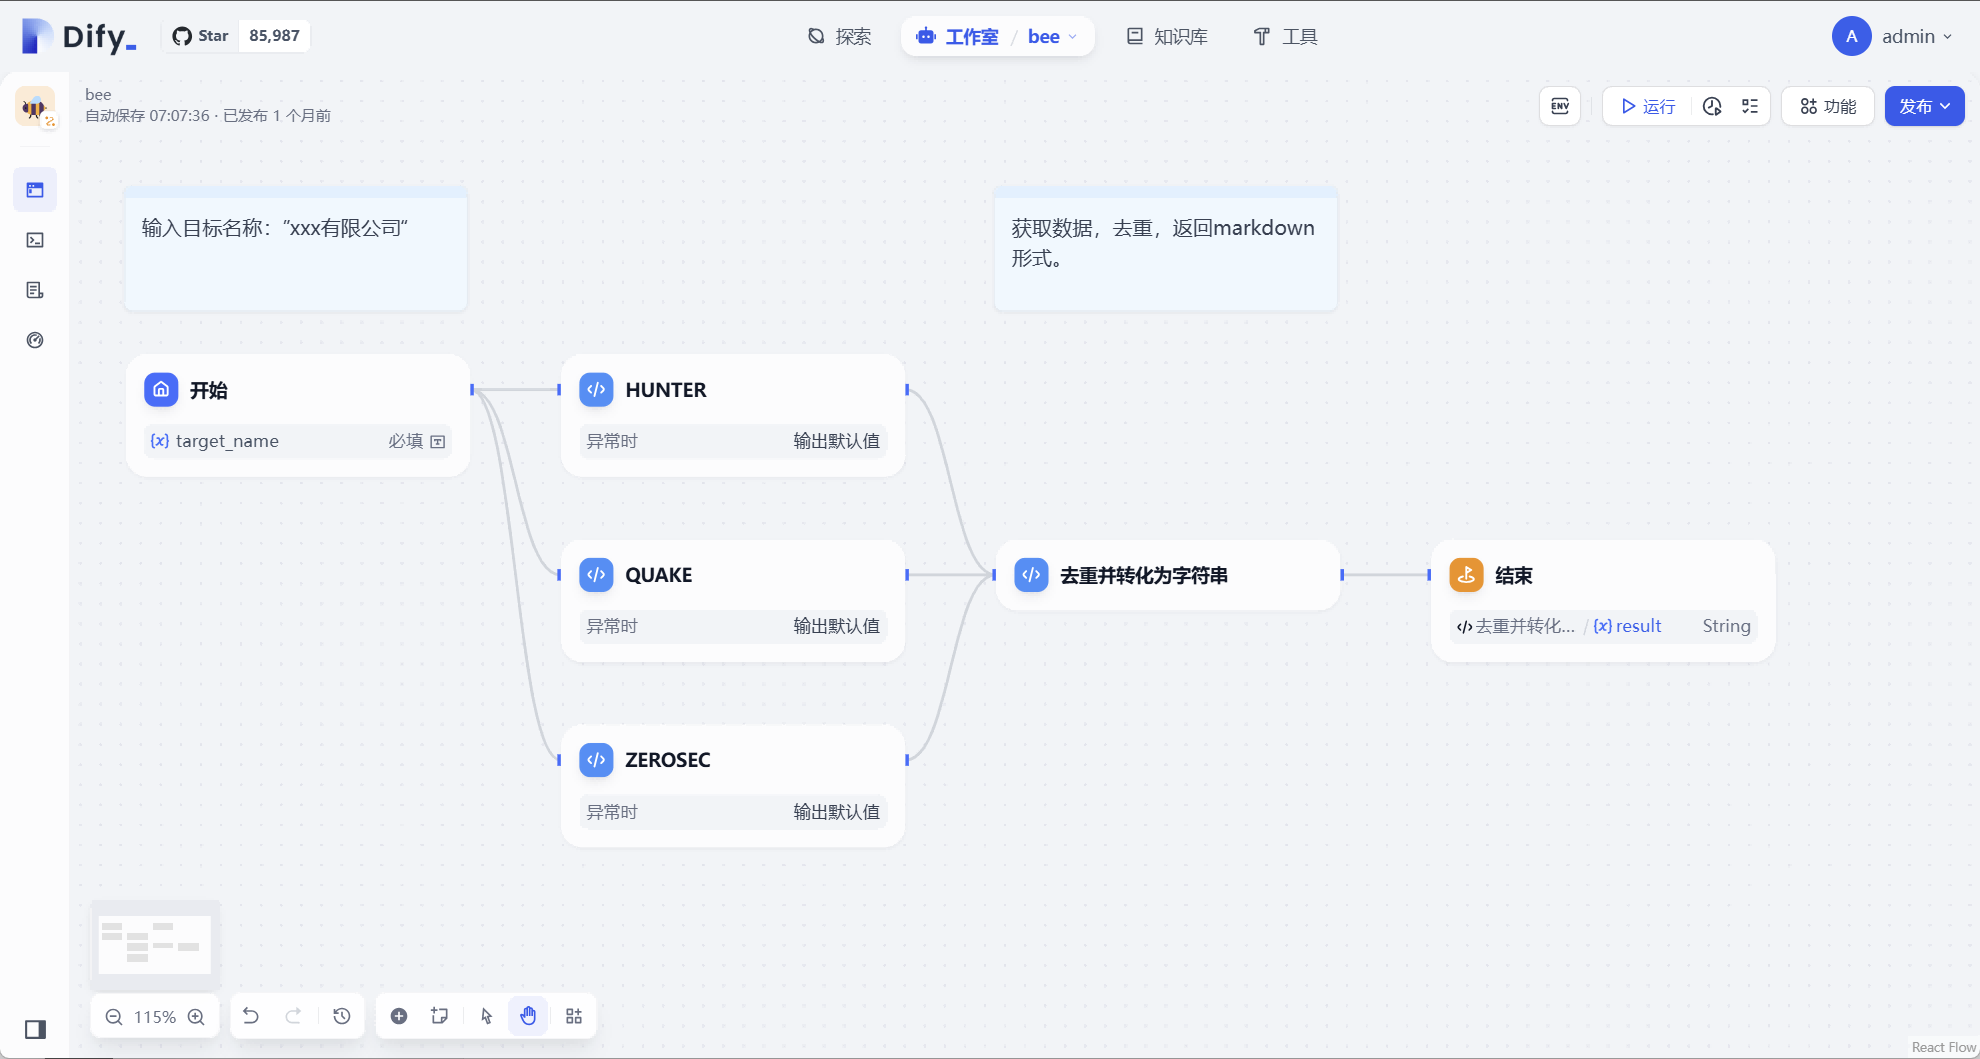 Dify_
Star 85,987
探索
工作室 / bee
知识库
工具
A admin
bee
自动保存 07:07:36 · 已发布 1 个月前
ENV
运行
功能
发布
输入目标名称：”xxx有限公司“
获取数据，去重，返回markdown
形式。
开始
{x} target_name 必填
HUNTER
异常时 输出默认值
QUAKE
异常时 输出默认值
ZEROSEC
异常时 输出默认值
去重并转化为字符串
结束
去重并转化... / {x} result String
115%
React Flow